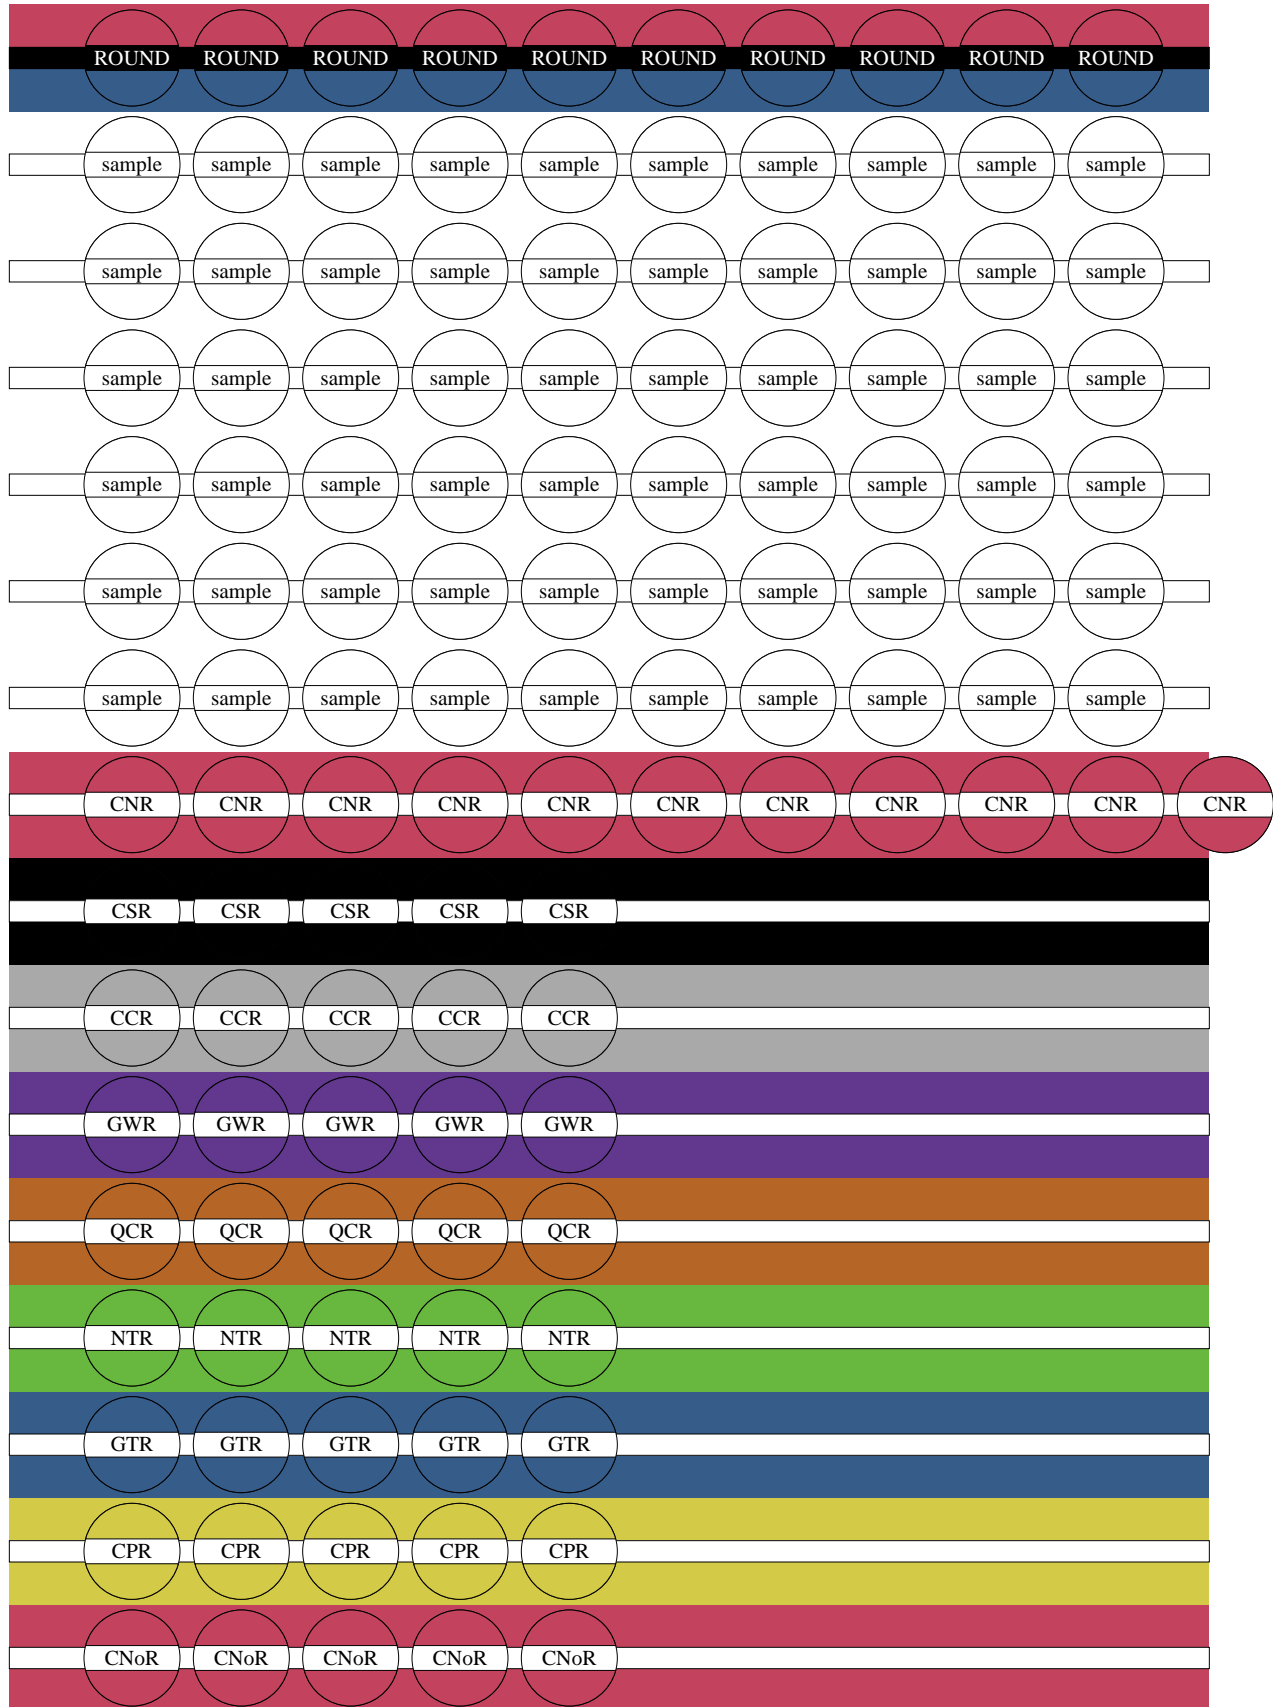 ROUND ROUND ROUND ROUND ROUND ROUND ROUND ROUND ROUND ROUND
sample sample sample sample sample sample sample sample sample sample
sample sample sample sample sample sample sample sample sample sample
sample sample sample sample sample sample sample sample sample sample
sample sample sample sample sample sample sample sample sample sample
sample sample sample sample sample sample sample sample sample sample
sample sample sample sample sample sample sample sample sample sample
CNR CNR CNR CNR CNR CNR CNR CNR CNR CNR CNR
CSR CSR CSR CSR CSR
CCR CCR CCR CCR CCR
GWR GWR GWR GWR GWR
QCR QCR QCR QCR QCR
NTR NTR NTR NTR NTR
GTR GTR GTR GTR GTR
CPR CPR CPR CPR CPR
CNoR CNoR CNoR CNoR CNoR